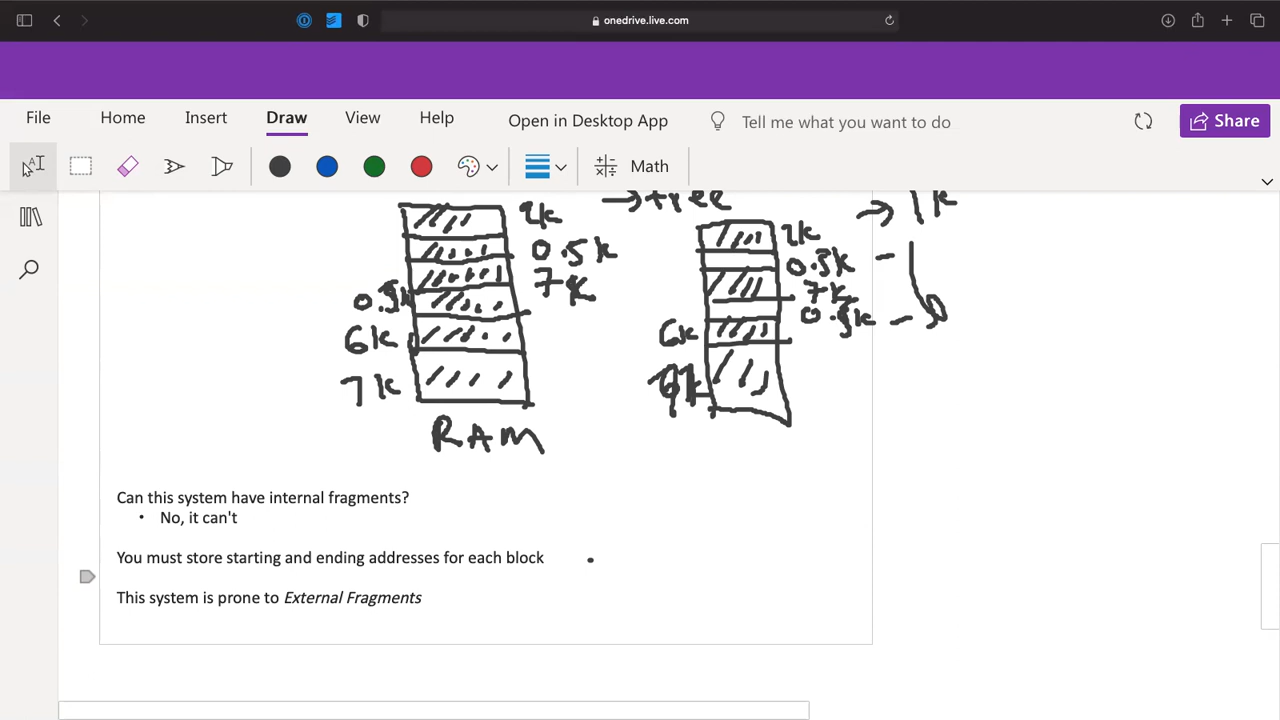 onedrive.live.com
File Home Insert Draw View Help Open in Desktop App Tell me what you want to do Share
Math
→ free
→ 1k
2k
0.5k
7k
0.5k
6k
7k
RAM
2k
0.5k -
7k
0.5k -
6k
Can this system have internal fragments?
• No, it can't
You must store starting and ending addresses for each block
This system is prone to External Fragments